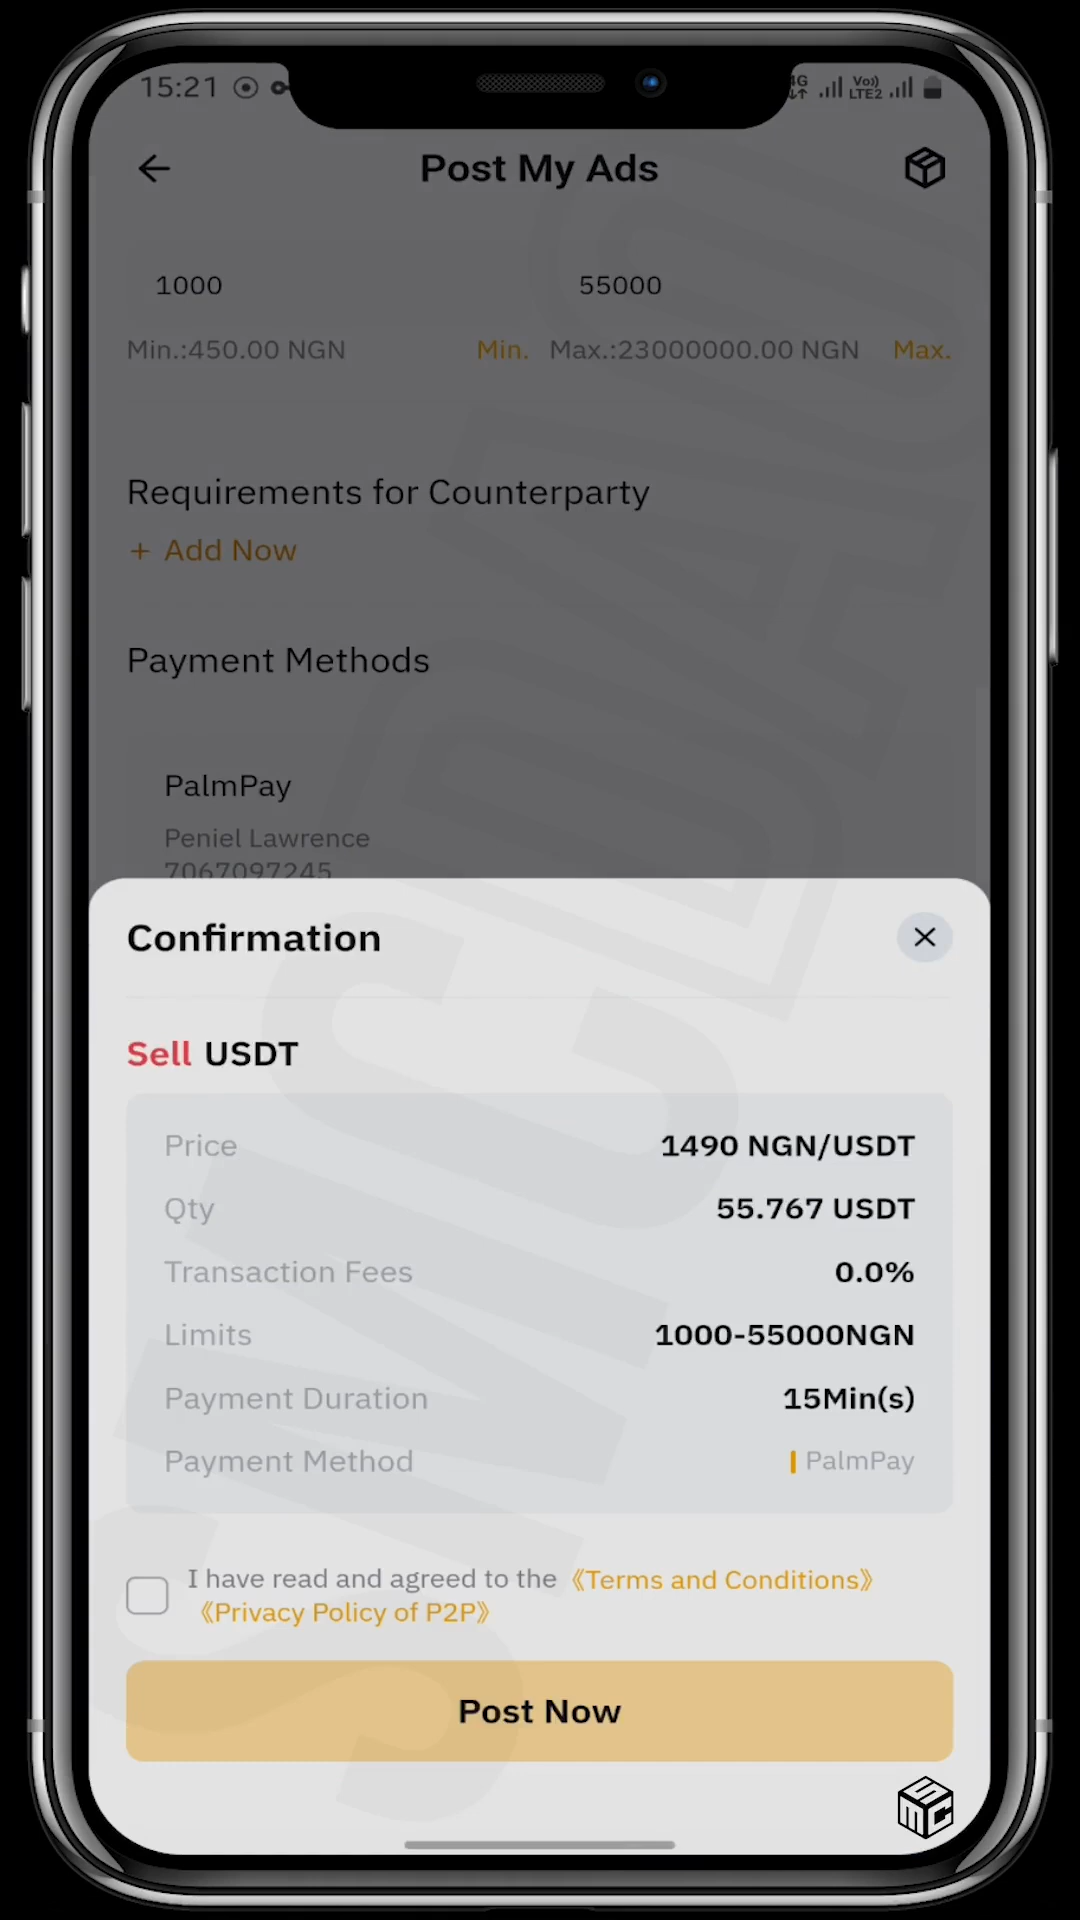 15:21 4G Vo)) LTE2
Post My Ads
1000 55000
Min.:450.00 NGN Min. Max.:23000000.00 NGN Max.
Requirements for Counterparty
+ Add Now
Payment Methods
PalmPay
Peniel Lawrence
7067097245
Confirmation
Sell USDT
Price 1490 NGN/USDT
Qty 55.767 USDT
Transaction Fees 0.0%
Limits 1000-55000NGN
Payment Duration 15Min(s)
Payment Method PalmPay
I have read and agreed to the 《Terms and Conditions》
《Privacy Policy of P2P》
Post Now